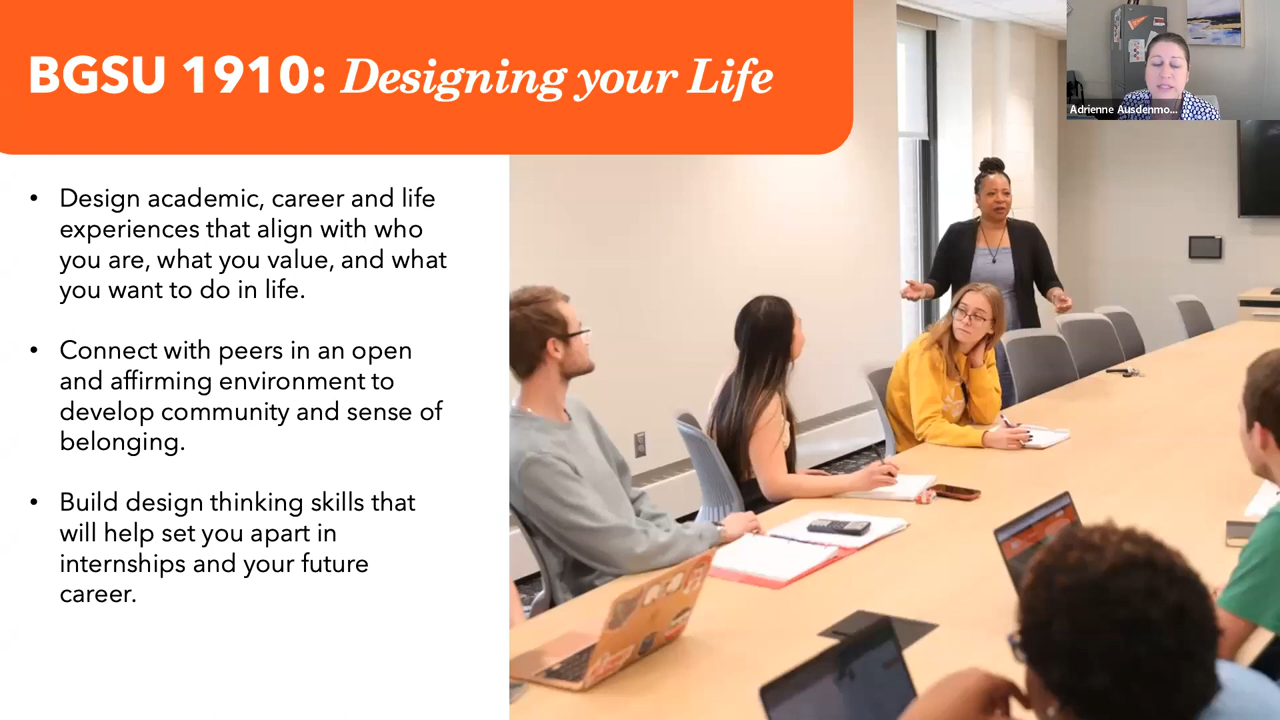 BGSU 1910: Designing your Life
Adrienne Ausdenmo...
• Design academic, career and life
experiences that align with who
you are, what you value, and what
you want to do in life.
• Connect with peers in an open
and affirming environment to
develop community and sense of
belonging.
• Build design thinking skills that
will help set you apart in
internships and your future
career.